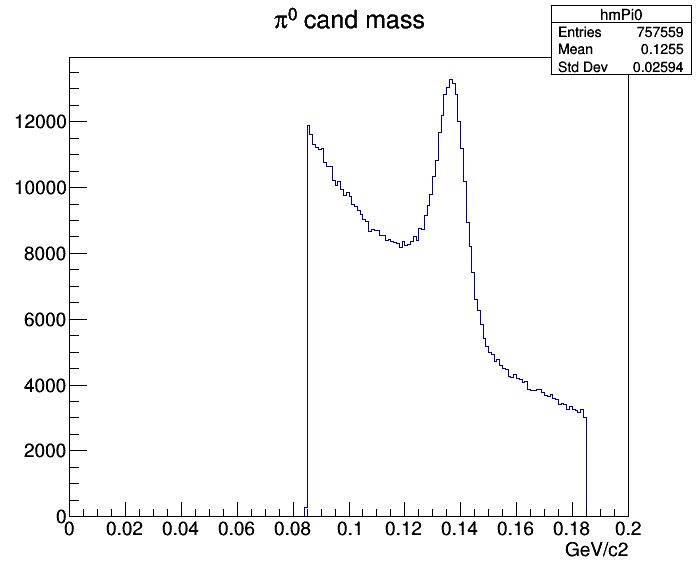 π⁰ cand mass
hmPi0
Entries 757559
Mean 0.1255
Std Dev 0.02594
12000
10000
8000
6000
4000
2000
0
0 0.02 0.04 0.06 0.08 0.1 0.12 0.14 0.16 0.18 0.2
GeV/c2